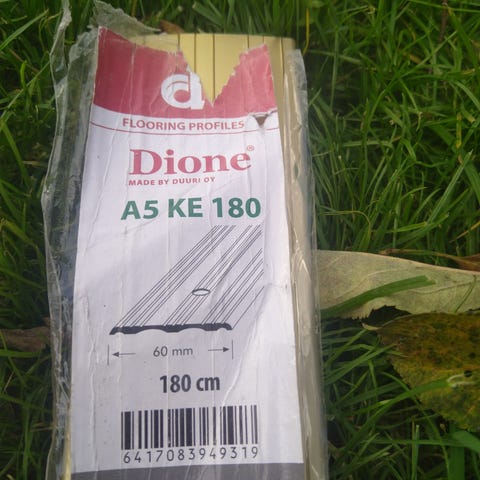 d
FLOORING PROFILES
Dione®
MADE BY DUURI OY
A5 KE 180
60 mm
180 cm
6417083949319